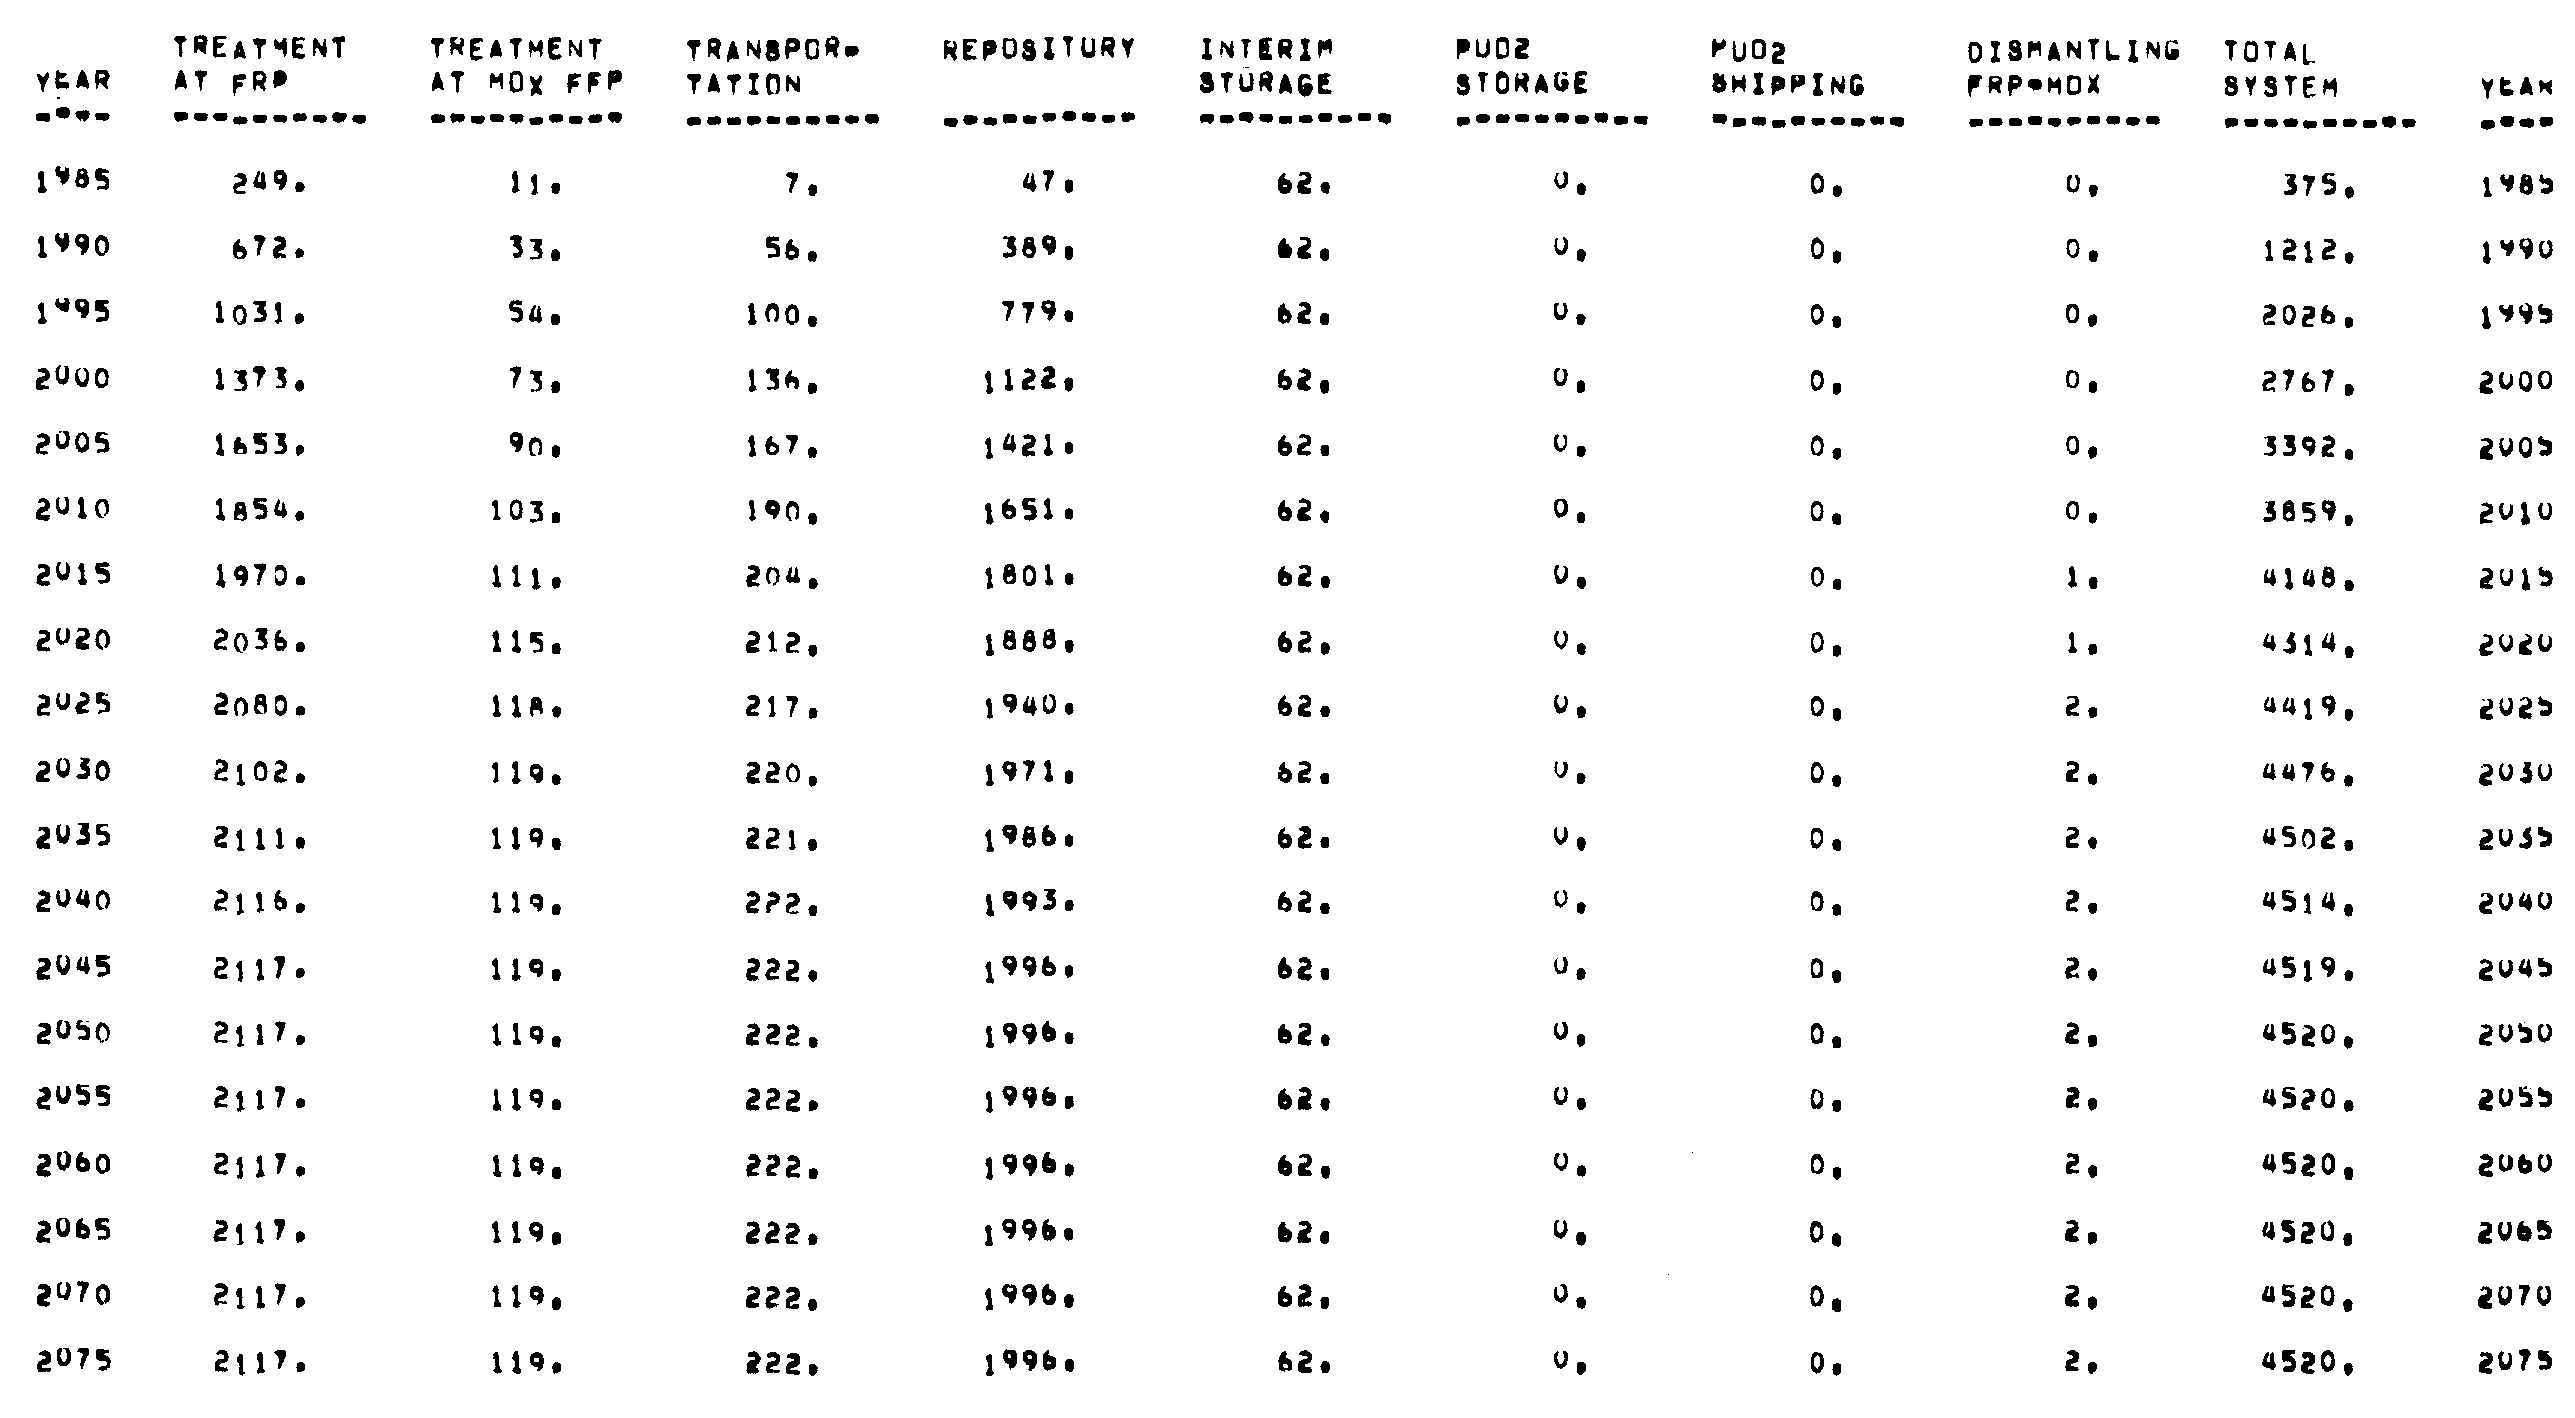 TREATMENT TREATMENT TRANSPOR- REPOSITORY INTERIM PUO2 PUO2 DISMANTLING TOTAL
YEAR AT FRP AT MOX FFP TATION STORAGE STORAGE SHIPPING FRP-MOX SYSTEM YEAR
---- ---------- ---------- ---------- ---------- ---------- ---------- ---------- ---------- ---------- ----
1985 249. 11. 7. 47. 62. 0. 0. 0. 375. 1985
1990 672. 33. 56. 389. 62. 0. 0. 0. 1212. 1990
1995 1031. 54. 100. 779. 62. 0. 0. 0. 2026. 1995
2000 1373. 73. 136. 1122. 62. 0. 0. 0. 2767. 2000
2005 1653. 90. 167. 1421. 62. 0. 0. 0. 3392. 2005
2010 1854. 103. 190. 1651. 62. 0. 0. 0. 3859. 2010
2015 1970. 111. 204. 1801. 62. 0. 0. 1. 4148. 2015
2020 2036. 115. 212. 1888. 62. 0. 0. 1. 4314. 2020
2025 2080. 118. 217. 1940. 62. 0. 0. 2. 4419. 2025
2030 2102. 119. 220. 1971. 62. 0. 0. 2. 4476. 2030
2035 2111. 119. 221. 1986. 62. 0. 0. 2. 4502. 2035
2040 2116. 119. 222. 1993. 62. 0. 0. 2. 4514. 2040
2045 2117. 119. 222. 1996. 62. 0. 0. 2. 4519. 2045
2050 2117. 119. 222. 1996. 62. 0. 0. 2. 4520. 2050
2055 2117. 119. 222. 1996. 62. 0. 0. 2. 4520. 2055
2060 2117. 119. 222. 1996. 62. 0. 0. 2. 4520. 2060
2065 2117. 119. 222. 1996. 62. 0. 0. 2. 4520. 2065
2070 2117. 119. 222. 1996. 62. 0. 0. 2. 4520. 2070
2075 2117. 119. 222. 1996. 62. 0. 0. 2. 4520. 2075